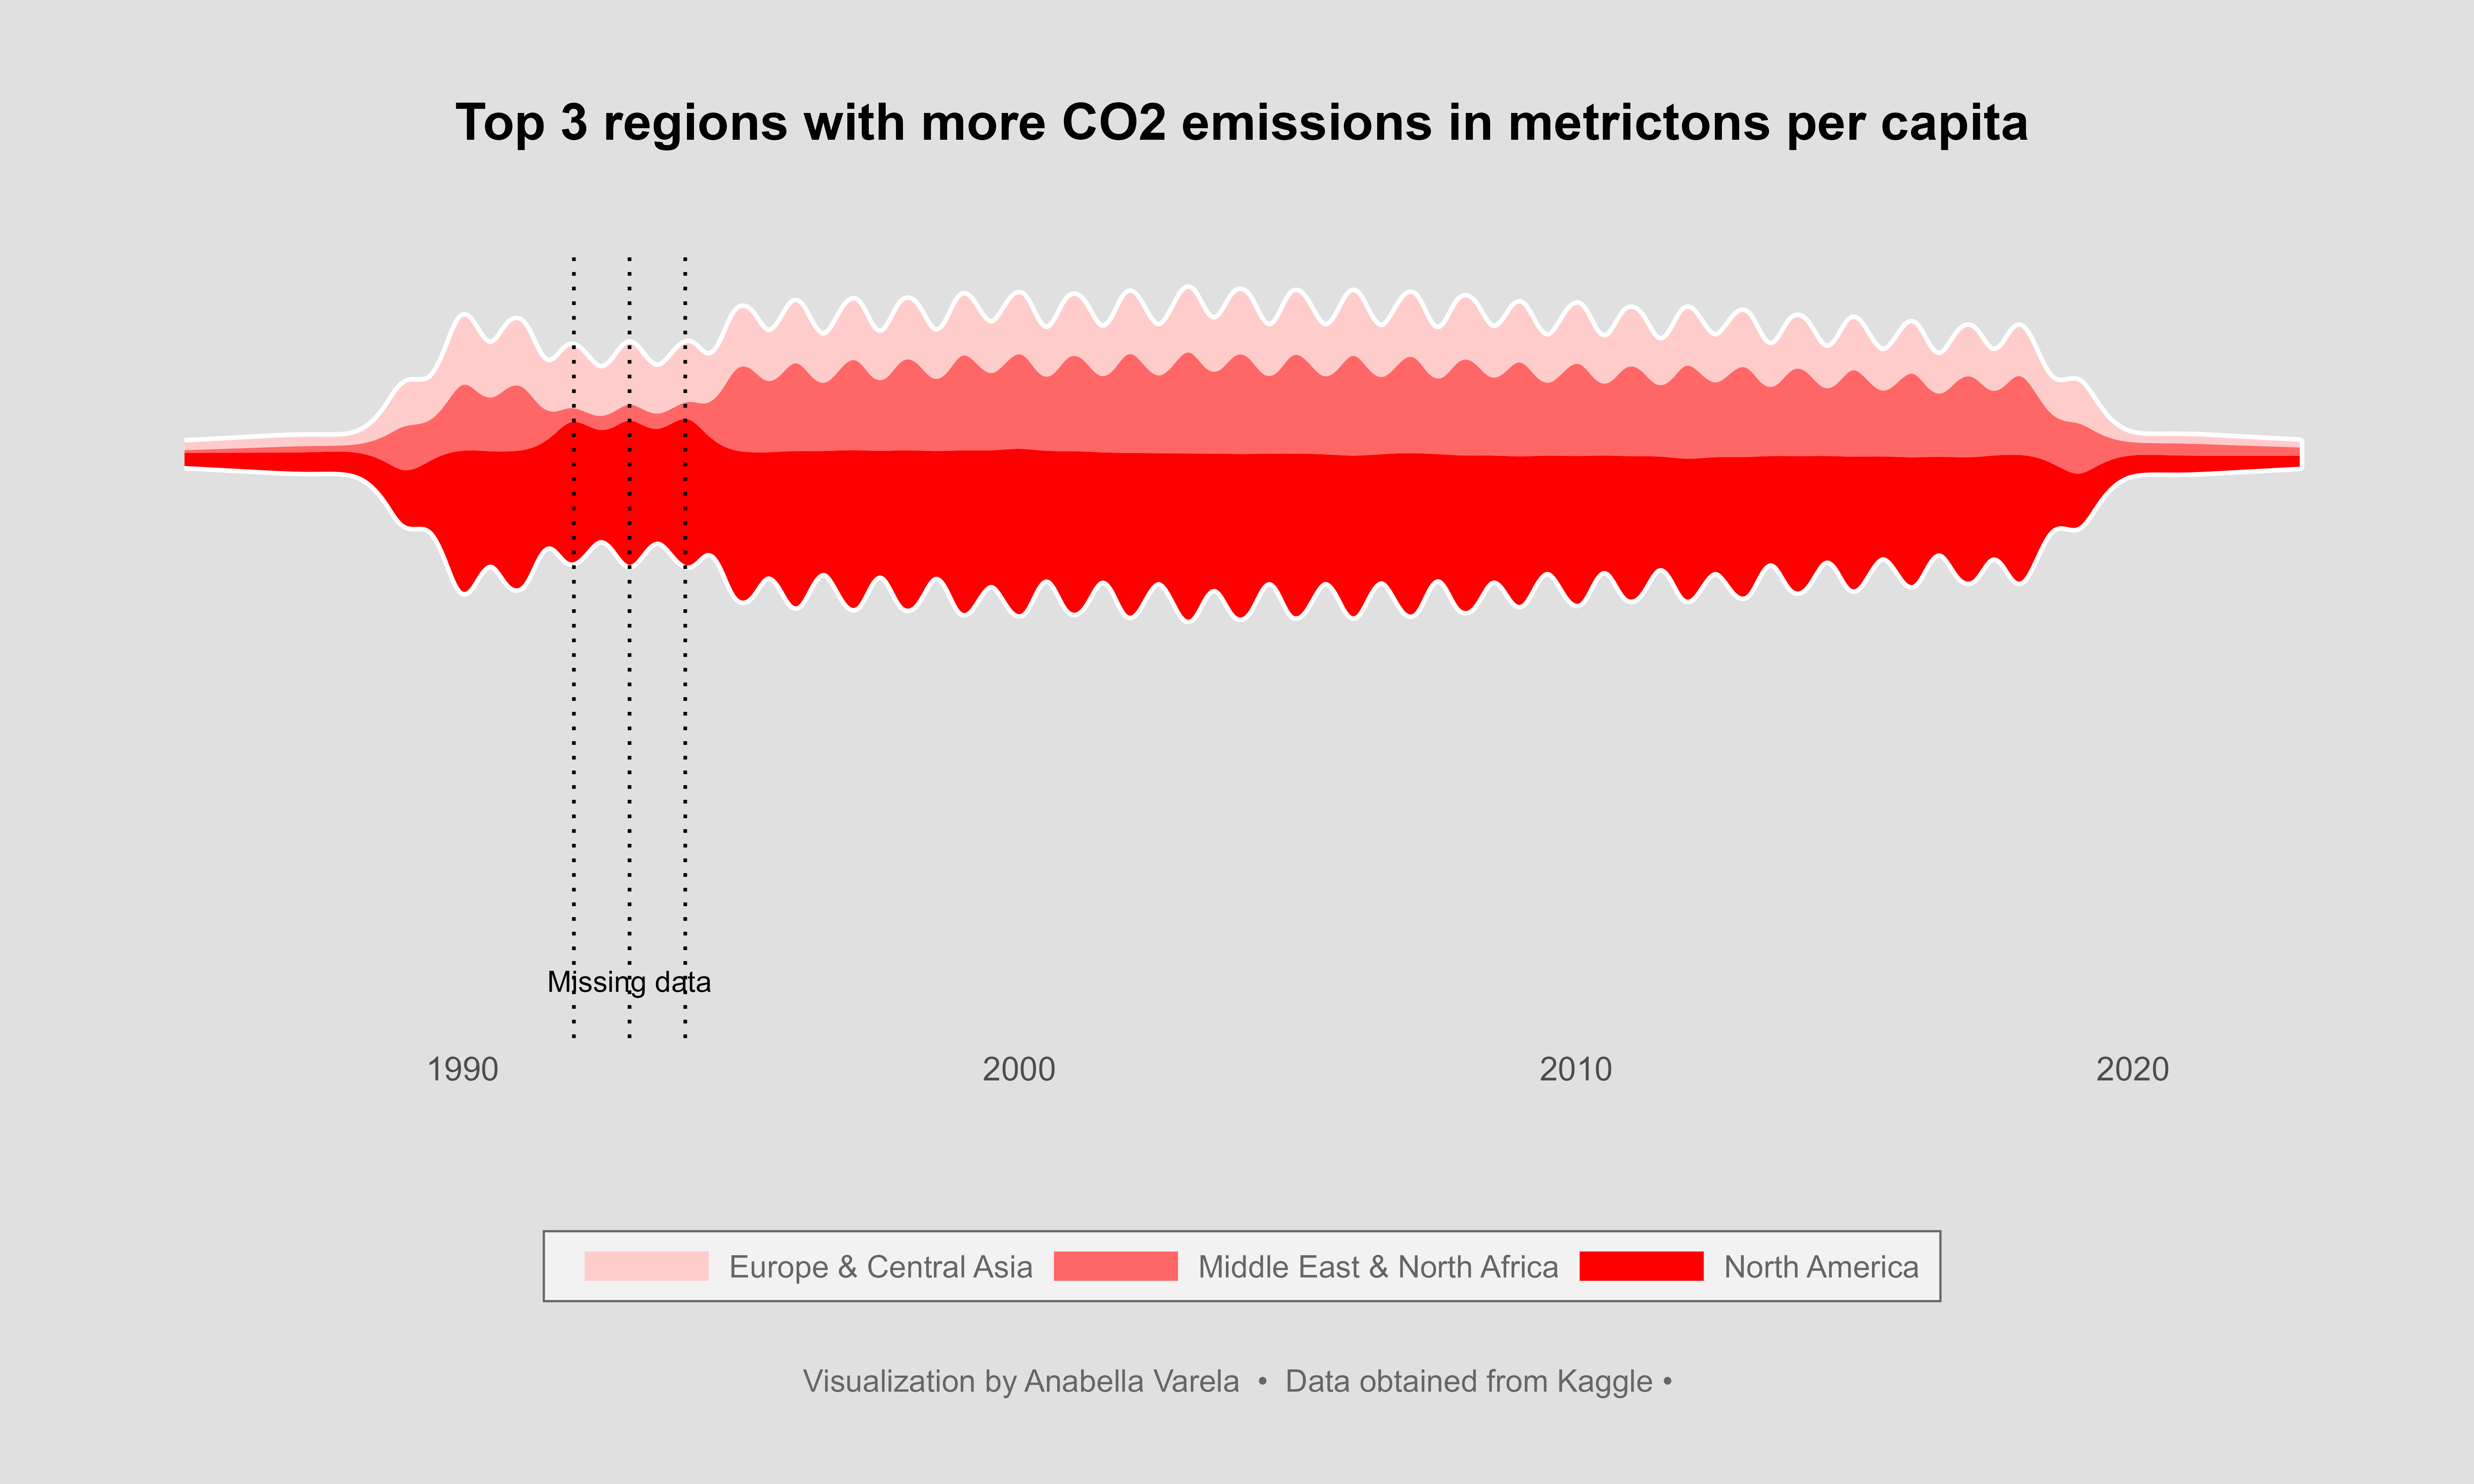 Top 3 regions with more CO2 emissions in metrictons per capita
Missing data
1990 2000 2010 2020
Europe & Central Asia Middle East & North Africa North America
Visualization by Anabella Varela • Data obtained from Kaggle •